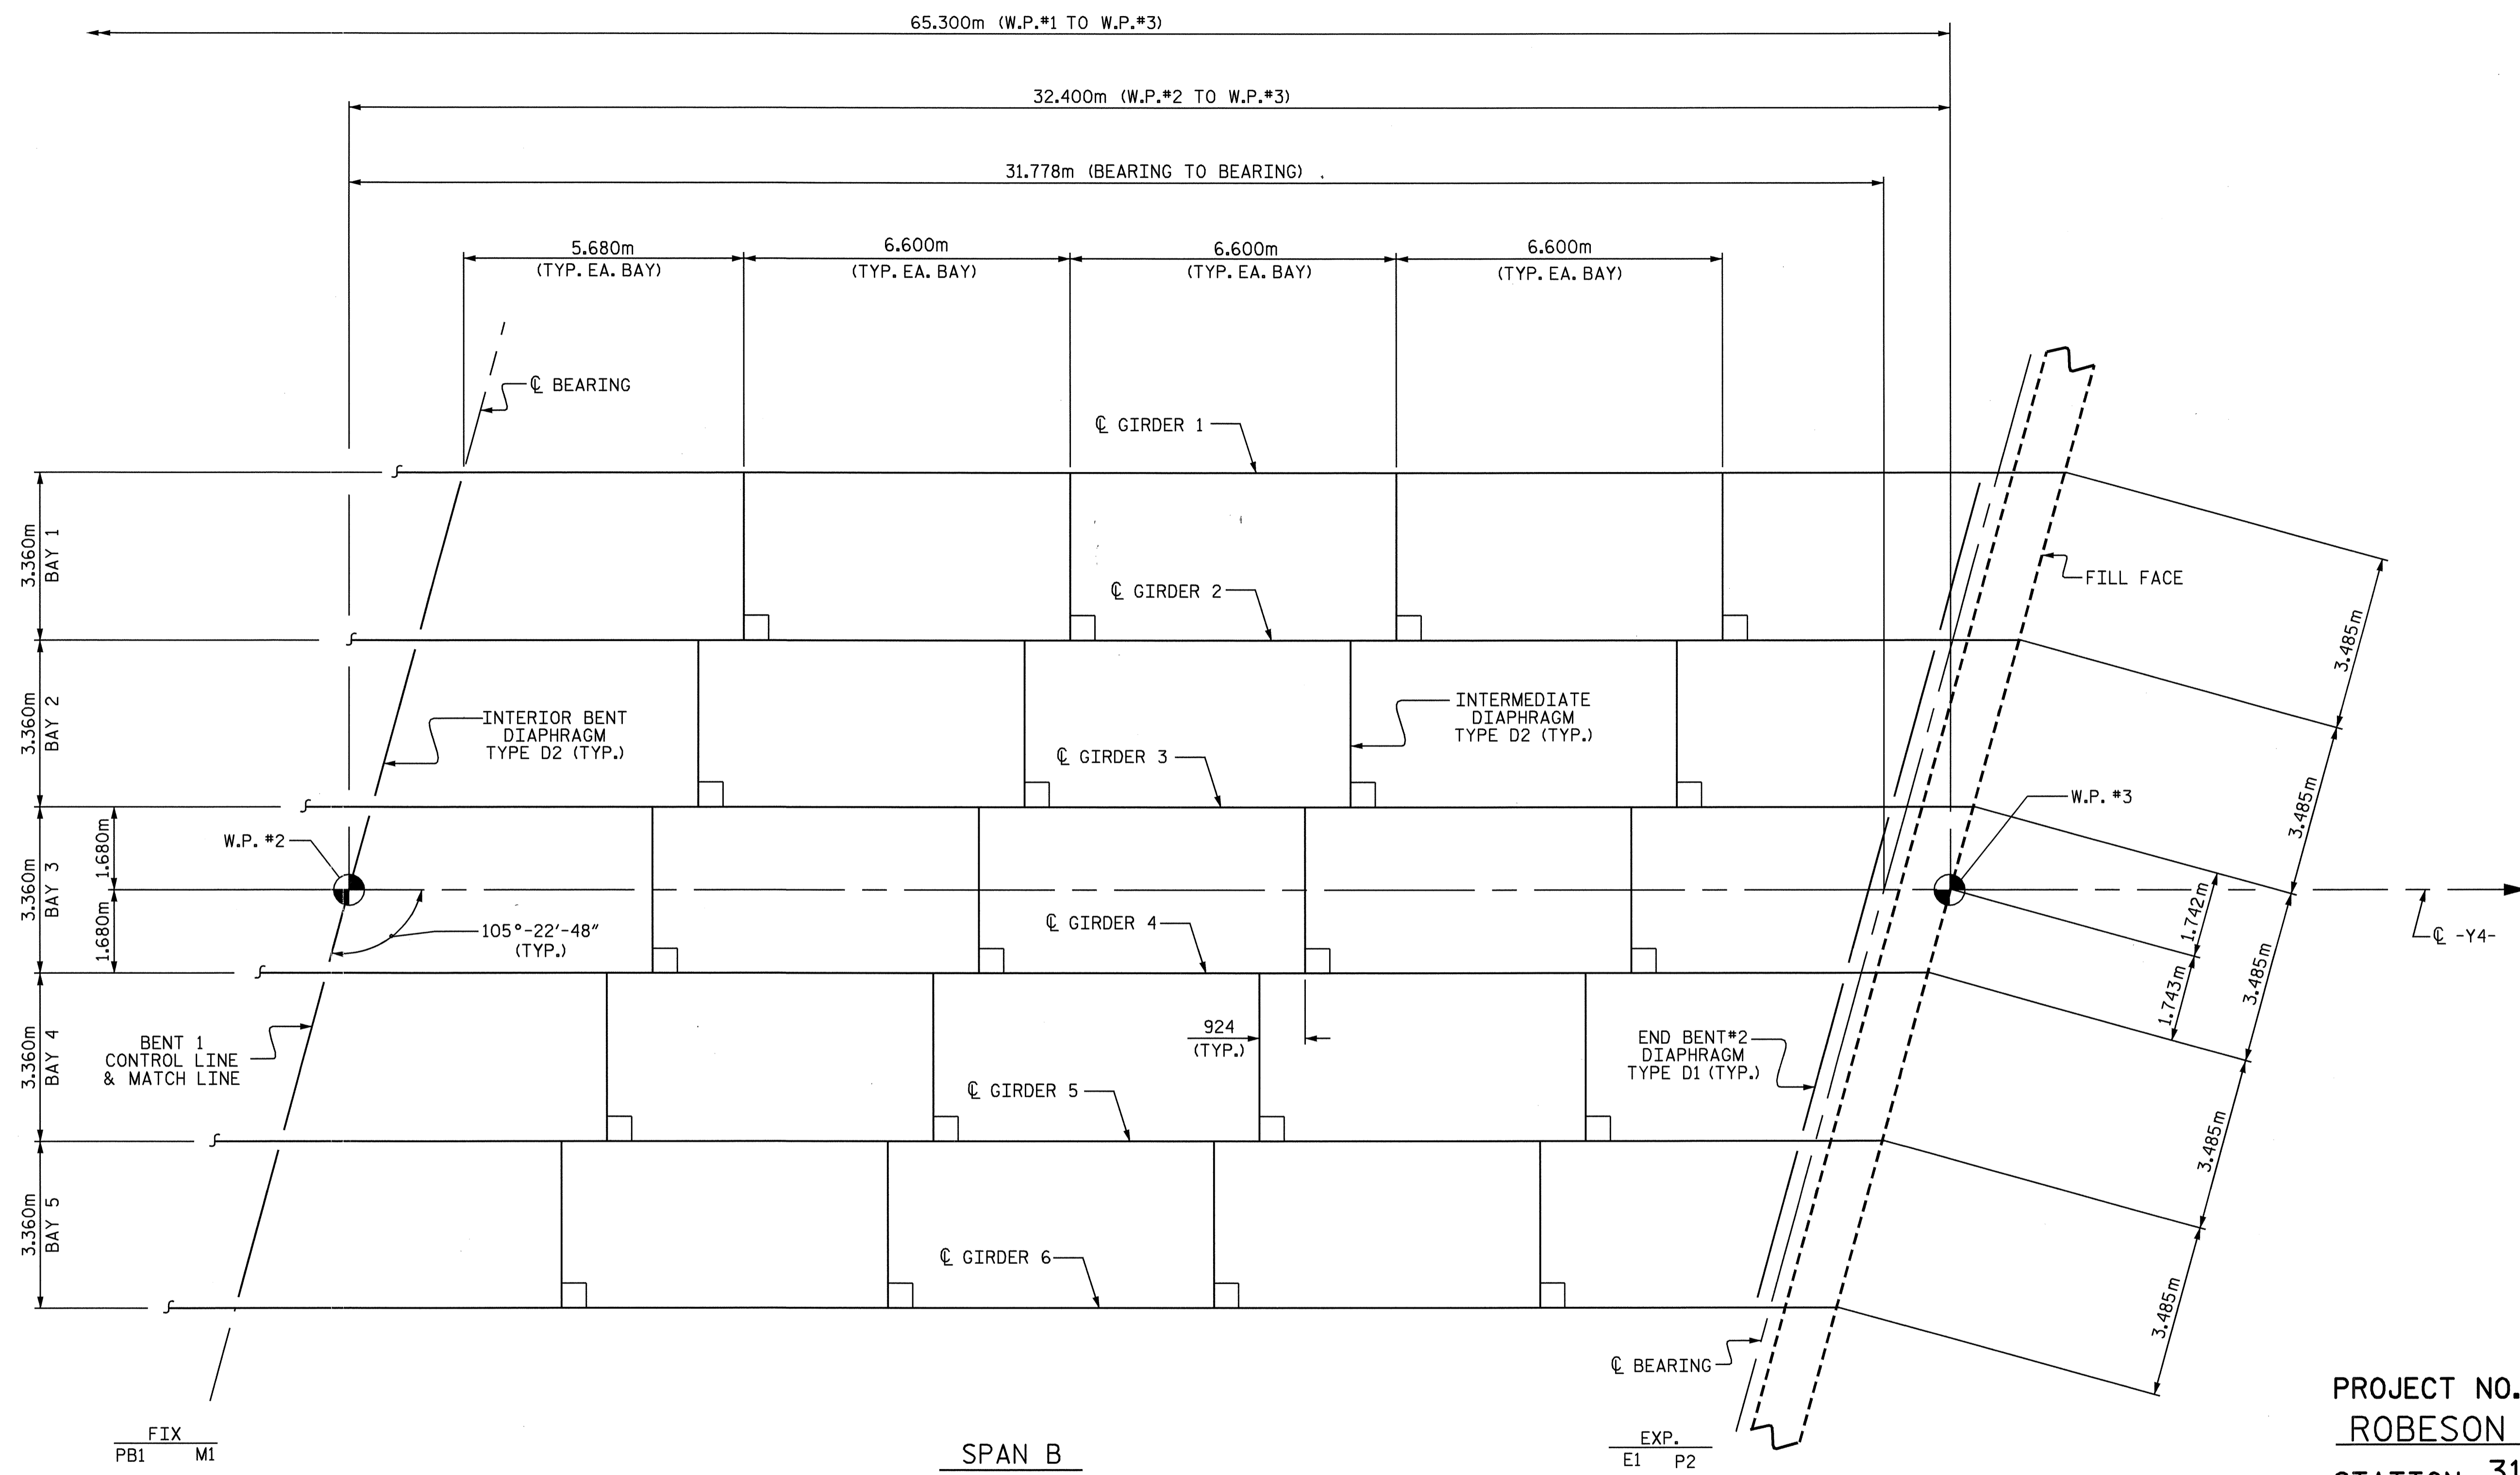 65.300m (W.P.#1 TO W.P.#3)
32.400m (W.P.#2 TO W.P.#3)
31.778m (BEARING TO BEARING)
5.680m
(TYP. EA. BAY)
6.600m
(TYP. EA. BAY)
6.600m
(TYP. EA. BAY)
6.600m
(TYP. EA. BAY)
℄ BEARING
℄ GIRDER 1
3.360m
BAY 1
℄ GIRDER 2
FILL FACE
3.485m
3.360m
BAY 2
INTERIOR BENT
DIAPHRAGM
TYPE D2 (TYP.)
INTERMEDIATE
DIAPHRAGM
TYPE D2 (TYP.)
℄ GIRDER 3
3.485m
W.P. #3
W.P. #2
1.680m
3.360m
BAY 3
1.680m
105°-22'-48"
(TYP.)
℄ GIRDER 4
1.742m
℄ -Y4-
3.485m
1.743m
BENT 1
CONTROL LINE
& MATCH LINE
3.360m
BAY 4
924
(TYP.)
END BENT#2
DIAPHRAGM
TYPE D1 (TYP.)
℄ GIRDER 5
3.485m
3.360m
BAY 5
℄ GIRDER 6
3.485m
℄ BEARING
FIX
PB1 M1
SPAN B
EXP.
E1 P2
PROJECT NO.
ROBESON
STATION 31